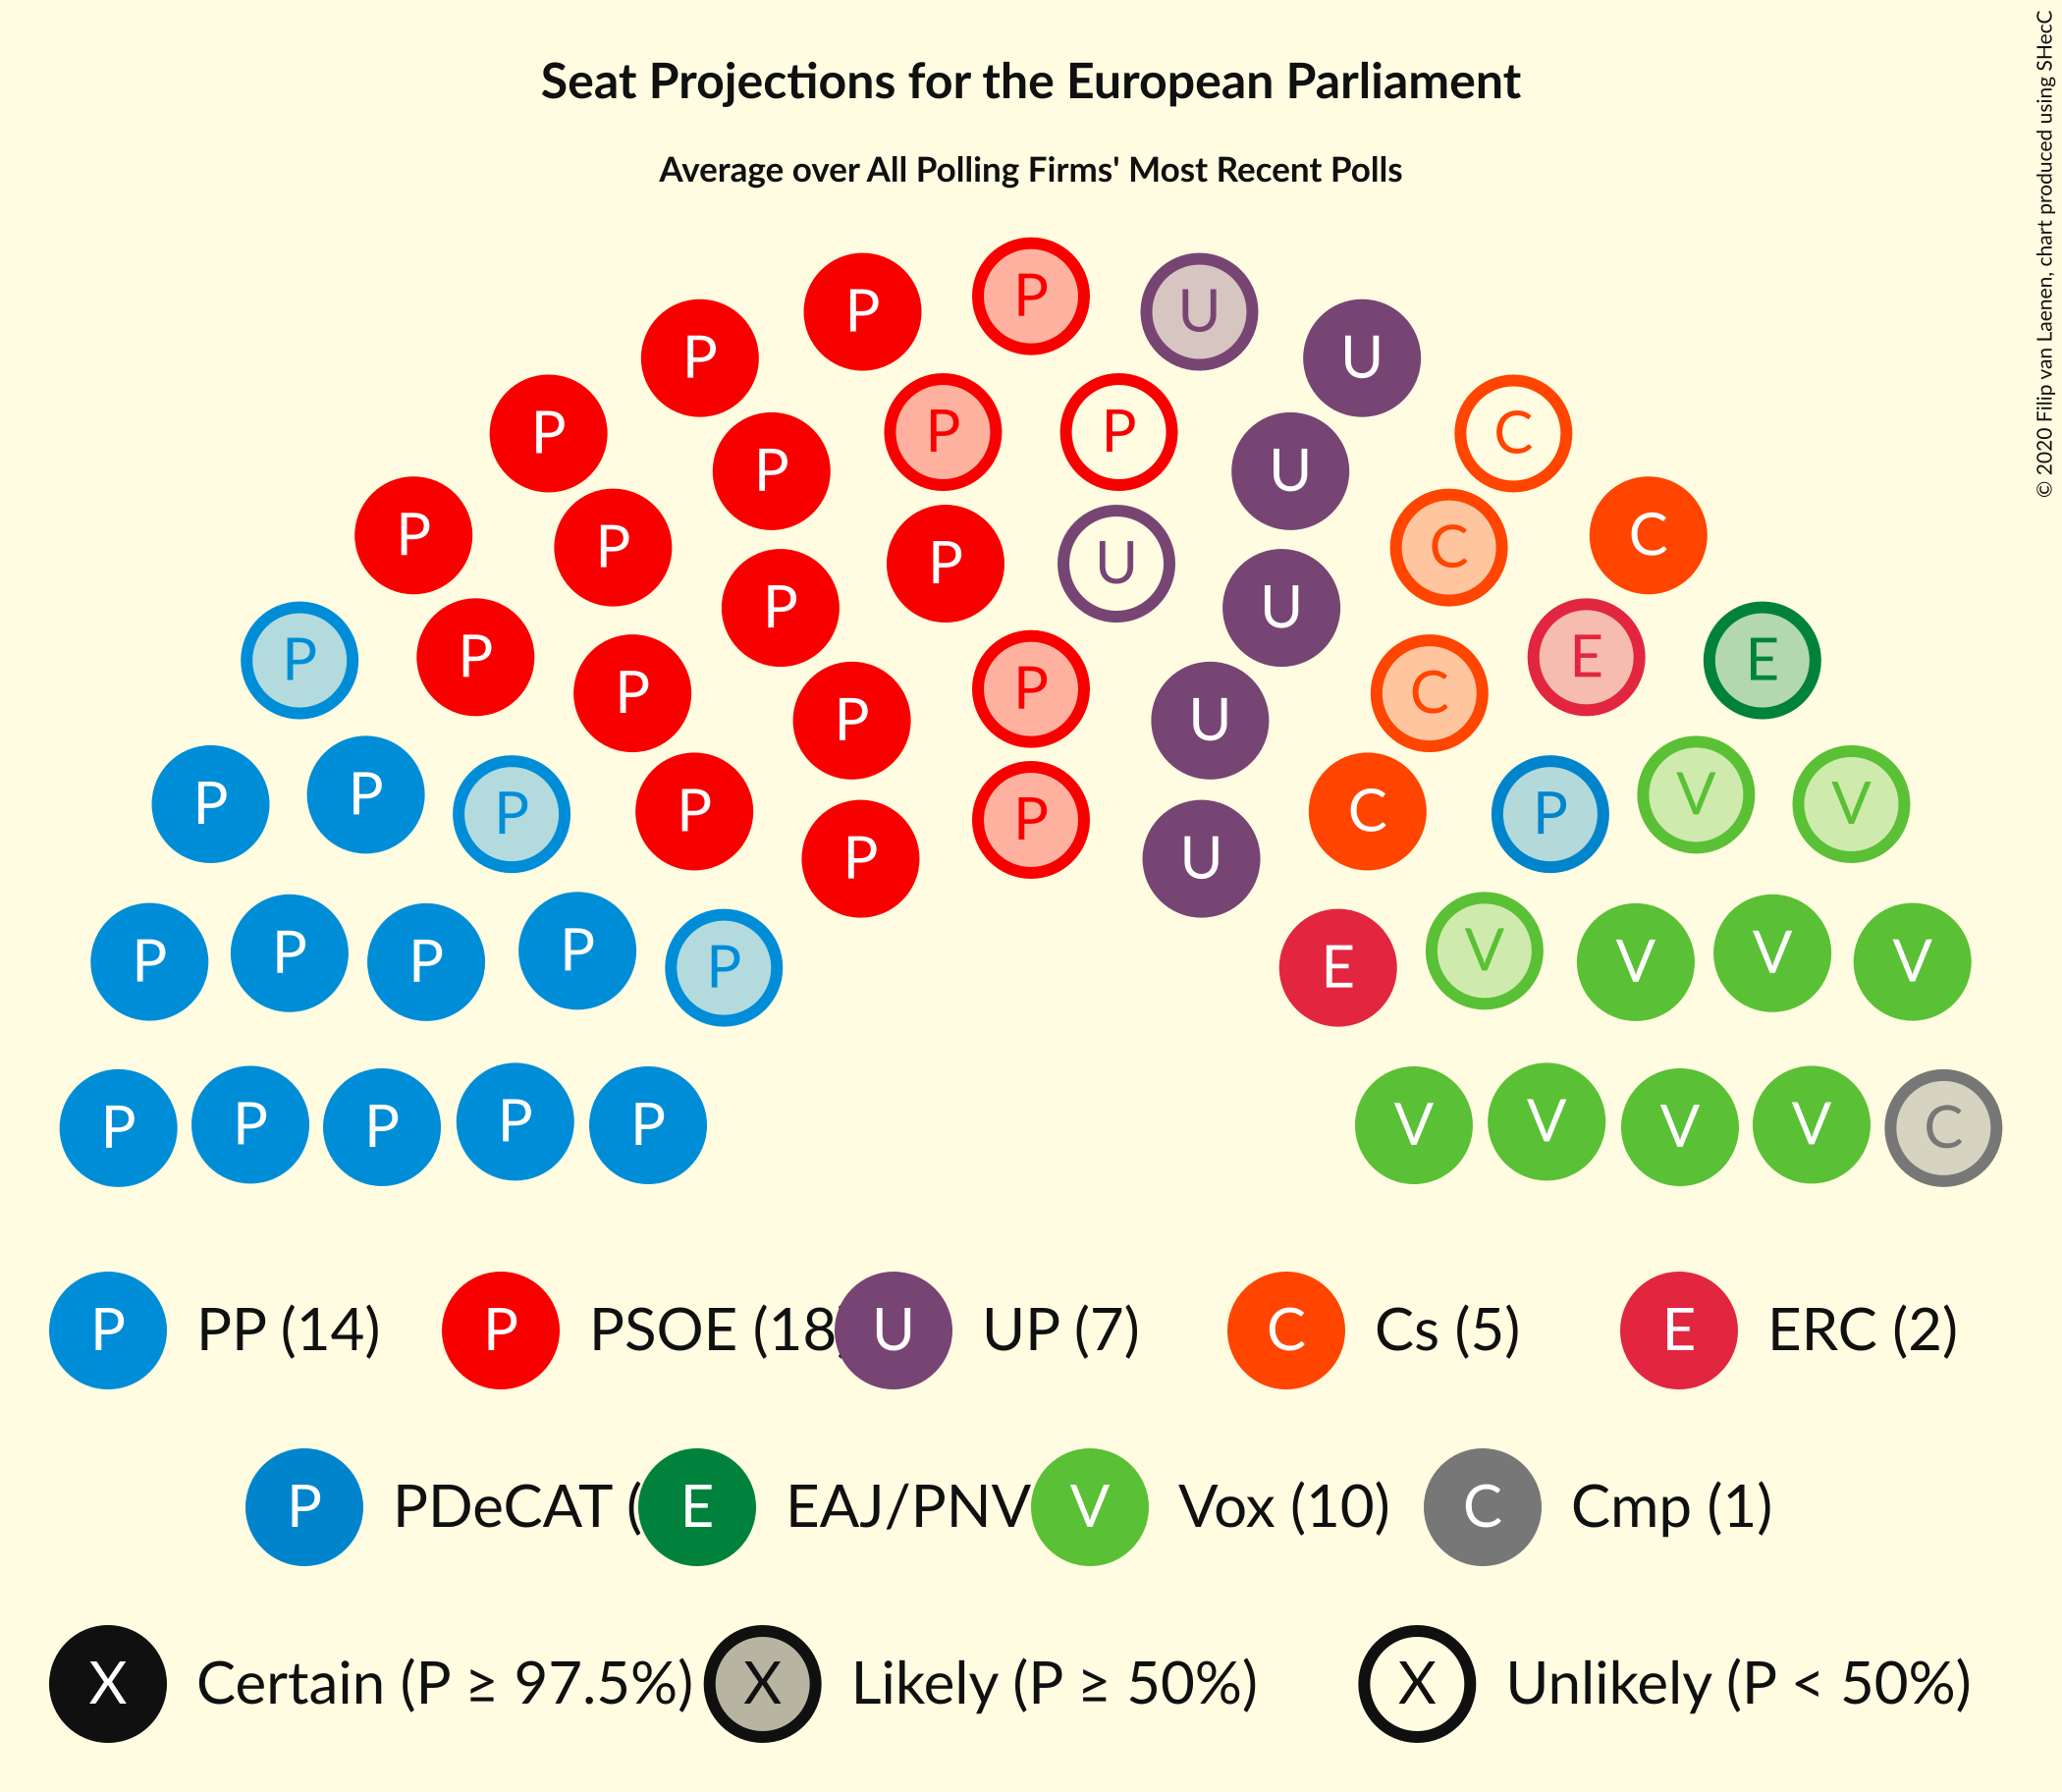 Seat Projections for the European Parliament
Average over All Polling Firms' Most Recent Polls
© 2020 Filip van Laenen, chart produced using SHecC
P
P U
P U
P P P C
P U
P C
P P U C
P U
P P E E
P P C
P U
P P P P P C P V V
P U
P P P P P E V V V V
P P P P P V V V V C
P PP (14) P PSOE (18 U UP (7) C Cs (5) E ERC (2)
P PDeCAT ( E EAJ/PNV V Vox (10) C Cmp (1)
X Certain (P ≥ 97.5%) X Likely (P ≥ 50%) X Unlikely (P < 50%)